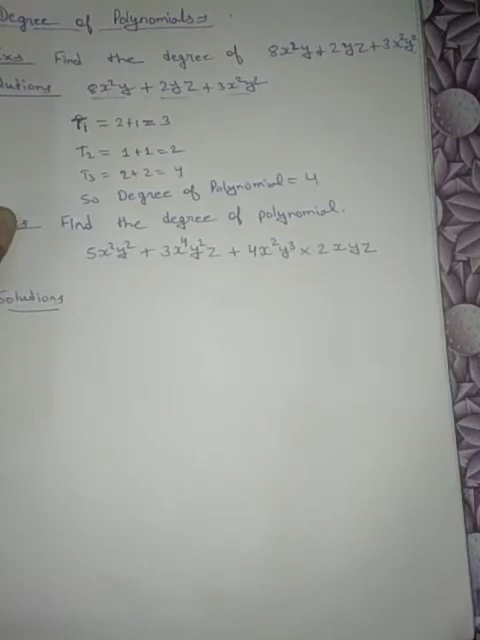 Degree of Polynomials:
Find the degree of 8x²y + 2yz + 3x²y²
8x²y + 2yz + 3x²y²
T₁ = 2+1 = 3
T₂ = 1+1 = 2
T₃ = 2+2 = 4
So Degree of Polynomial = 4
Find the degree of polynomial.
5x²y² + 3x⁴y²z + 4x²y³ × 2xyz
Solutions